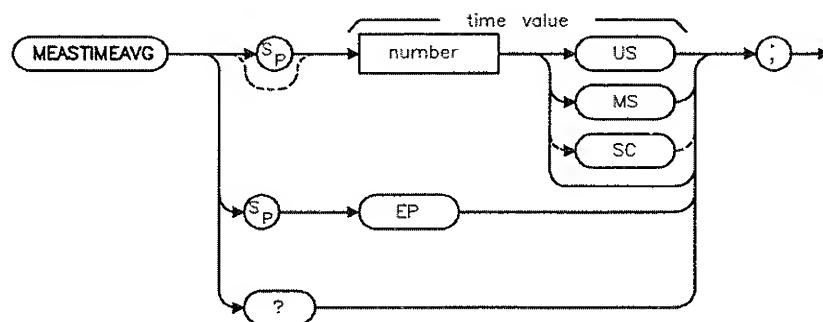 time value
MEASTIMEAVG SP number US ;
MS
SC
SP EP
?